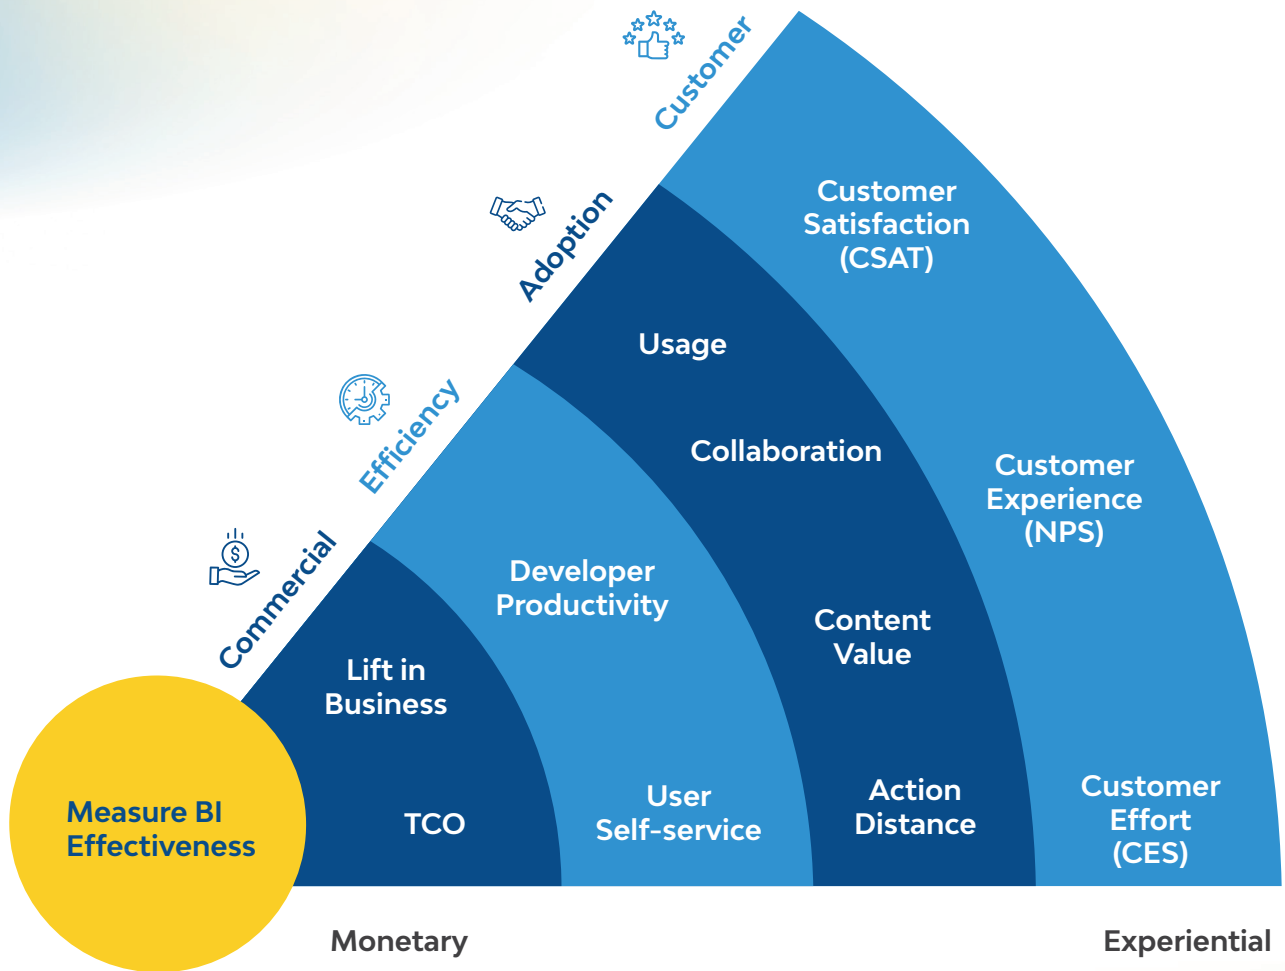 Customer
Adoption
Efficiency
Commercial
Customer
Satisfaction
(CSAT)
Usage
Collaboration
Customer
Experience
(NPS)
Developer
Productivity
Content
Value
Lift in
Business
TCO
User
Self-service
Action
Distance
Customer
Effort
(CES)
Measure BI
Effectiveness
Monetary
Experiential